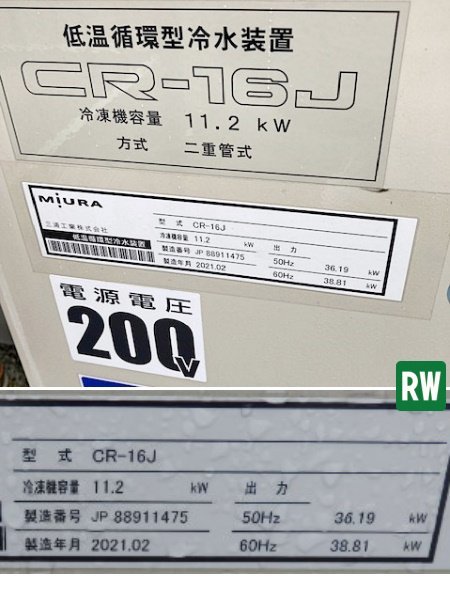 低温循環型冷水装置
CR-16J
冷凍機容量 11.2 kW
方式 二重管式
MIURA
三浦工業株式会社
低温循環型冷水装置
型式 CR-16J
冷凍機容量 11.2 kW 出力
製造番号 JP 88911475 50Hz 36.19 kW
製造年月 2021.02 60Hz 38.81 kW
電源電圧
200V
RW
型式 CR-16J
冷凍機容量 11.2 kW 出力
製造番号 JP 88911475 50Hz 36.19 kW
製造年月 2021.02 60Hz 38.81 kW